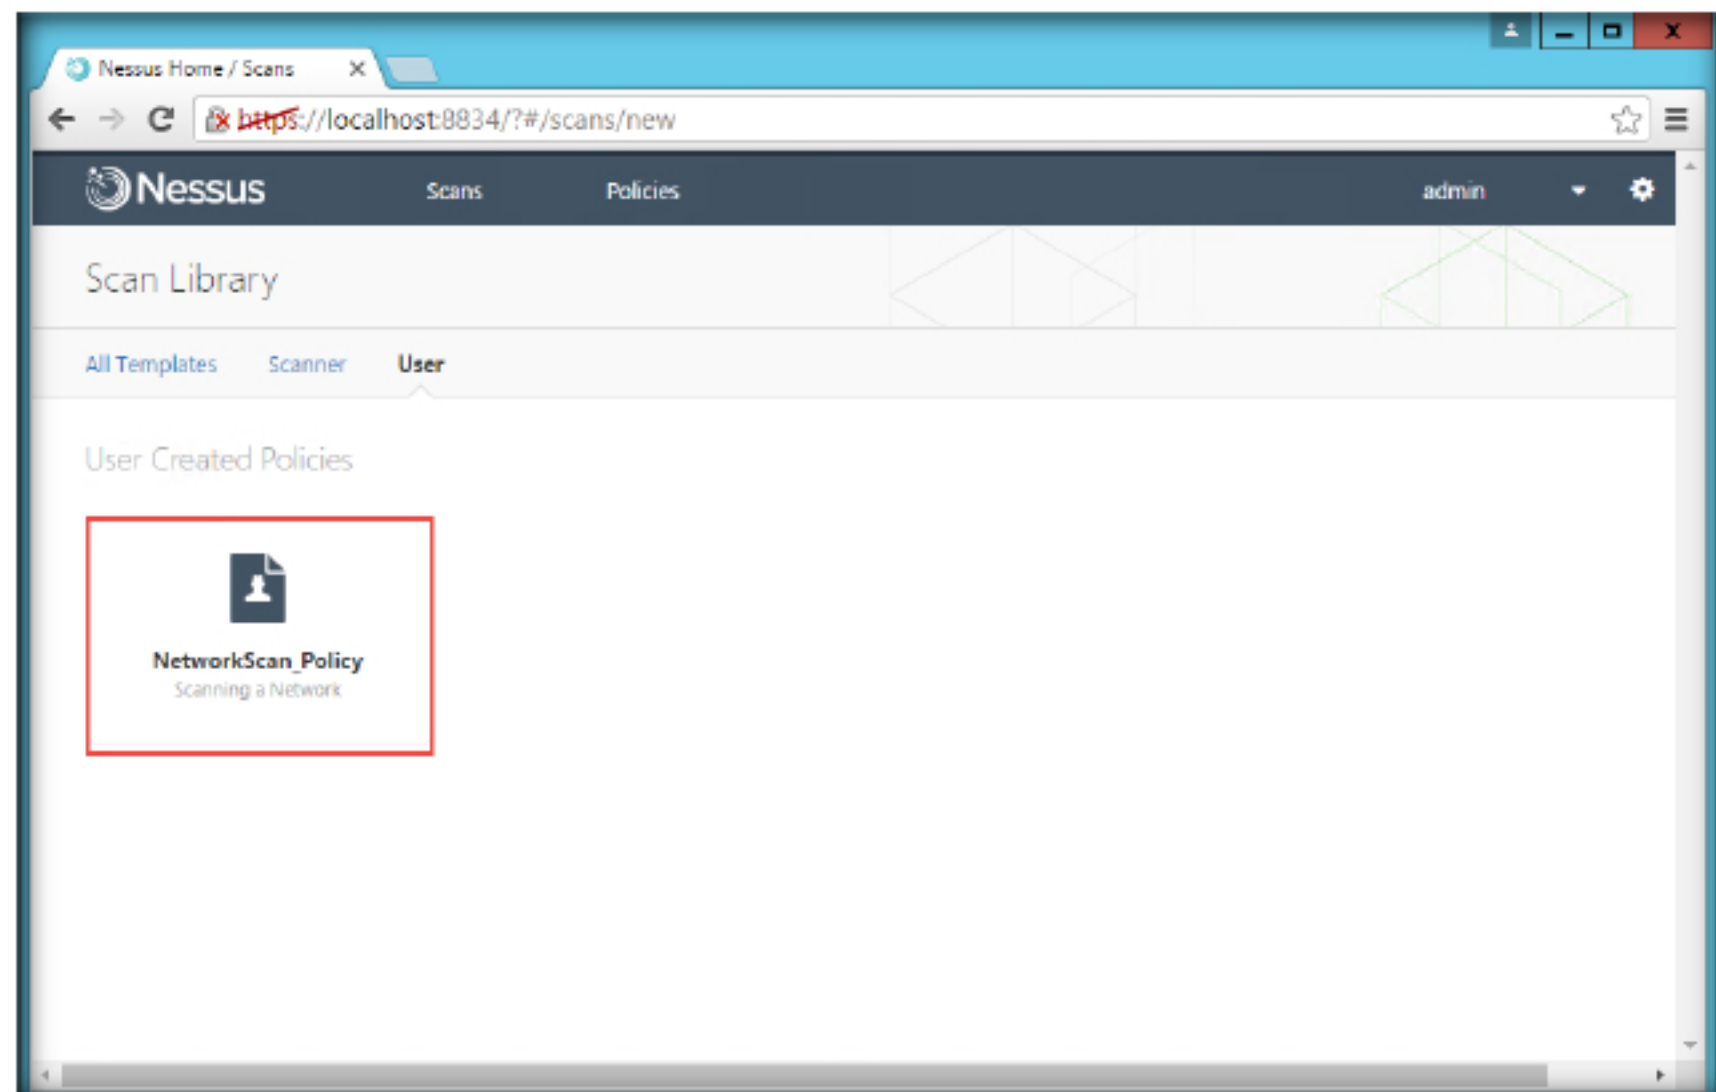 Nessus Home / Scans
https://localhost:8834/?#/scans/new
Nessus Scans Policies admin
Scan Library
All Templates Scanner User
User Created Policies
NetworkScan_Policy
Scanning a Network